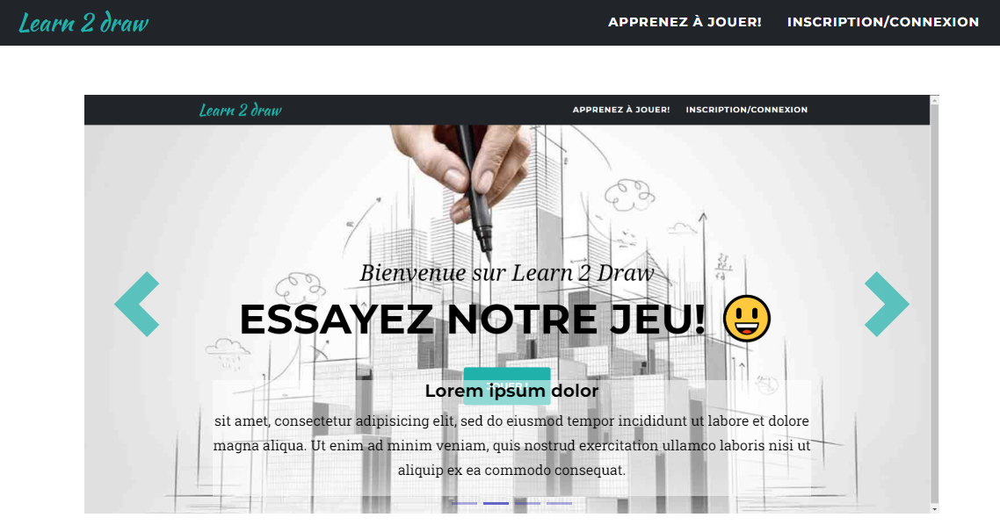 Learn 2 draw
APPRENEZ À JOUER!
INSCRIPTION/CONNEXION
Learn 2 draw
APPRENEZ À JOUER!
INSCRIPTION/CONNEXION
Bienvenue sur Learn 2 Draw
ESSAYEZ NOTRE JEU! 😃
Lorem ipsum dolor
sit amet, consectetur adipisicing elit, sed do eiusmod tempor incididunt ut labore et dolore
magna aliqua. Ut enim ad minim veniam, quis nostrud exercitation ullamco laboris nisi ut
aliquip ex ea commodo consequat.